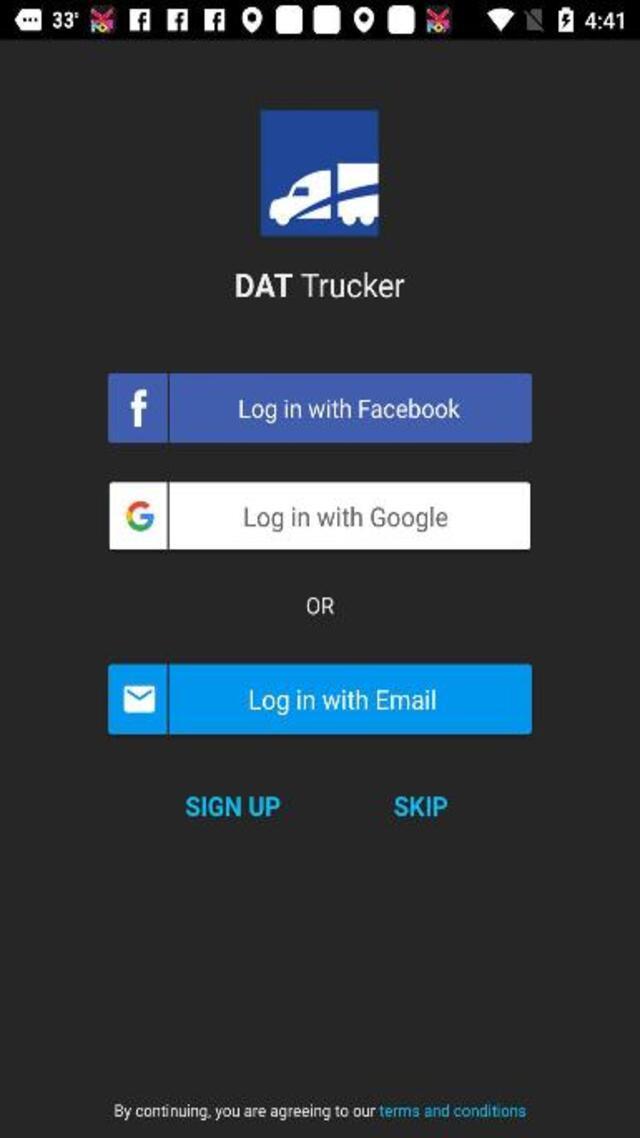 33° 4:41
DAT Trucker
f Log in with Facebook
G Log in with Google
OR
Log in with Email
SIGN UP SKIP
By continuing, you are agreeing to our terms and conditions